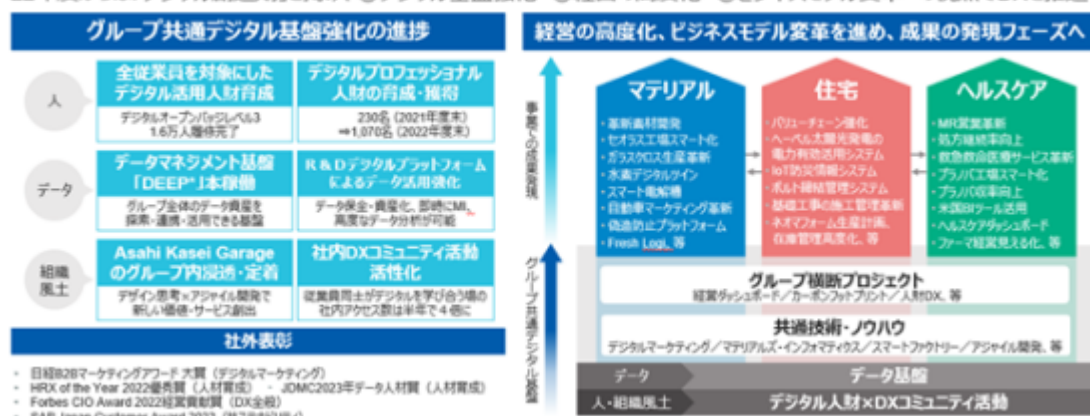 グループ共通デジタル基盤強化の進捗
人
全従業員を対象にした
デジタル活用人財育成
デジタルオープンバッジレベル3
1.6万人履修完了
デジタルプロフェッショナル
人財の育成・獲得
230名（2021年度末）
⇒1,070名（2022年度末）
データ
データマネジメント基盤
「DEEP*」本稼働
グループ全体のデータ資産を
探索・連携・活用できる基盤
R＆Dデジタルプラットフォーム
によるデータ活用強化
データ保全・資産化、即時にMI、
高度なデータ分析が可能
組織
風土
Asahi Kasei Garage
のグループ内浸透・定着
デザイン思考×アジャイル開発で
新しい価値・サービス創出
社内DXコミュニティ活動
活性化
従業員同士がデジタルを学び合う場の
社内アクセス数は半年で4倍に
社外表彰
・ 日経B2Bマーケティングアワード 大賞（デジタルマーケティング）
・ HRX of the Year 2022優秀賞（人材育成） ・ JDMC2023年データ人材賞（人材育成）
・ Forbes CIO Award 2022経営貢献賞（DX全般）
経営の高度化、ビジネスモデル変革を進め、成果の発現フェーズへ
事業での成果発現
グループ共通デジタル基盤
マテリアル
・革新素材開発
・セオラス工場スマート化
・ガラスクロス生産革新
・水素デジタルツイン
・スマート電解槽
・自動車マーケティング革新
・偽造防止プラットフォーム
・Fresh Logi、等
住宅
・バリューチェーン強化
・ヘーベル太陽光発電の
電力有効活用システム
・IoT防災情報システム
・ボルト締結管理システム
・基礎工事の施工管理革新
・ネオマフォーム生産計画、
在庫管理高度化、等
ヘルスケア
・MR営業革新
・処方継続率向上
・救急救命医療サービス革新
・プラノバ工場スマート化
・プラノバ収率向上
・米国BIツール活用
・ヘルスケアダッシュボード
・ファーマ経営見える化、等
グループ横断プロジェクト
経営ダッシュボード／カーボンフットプリント／人財DX、等
共通技術・ノウハウ
デジタルマーケティング／マテリアルズ・インフォマティクス／スマートファクトリー／アジャイル開発、等
データ
データ基盤
人・組織風土
デジタル人財×DXコミュニティ活動